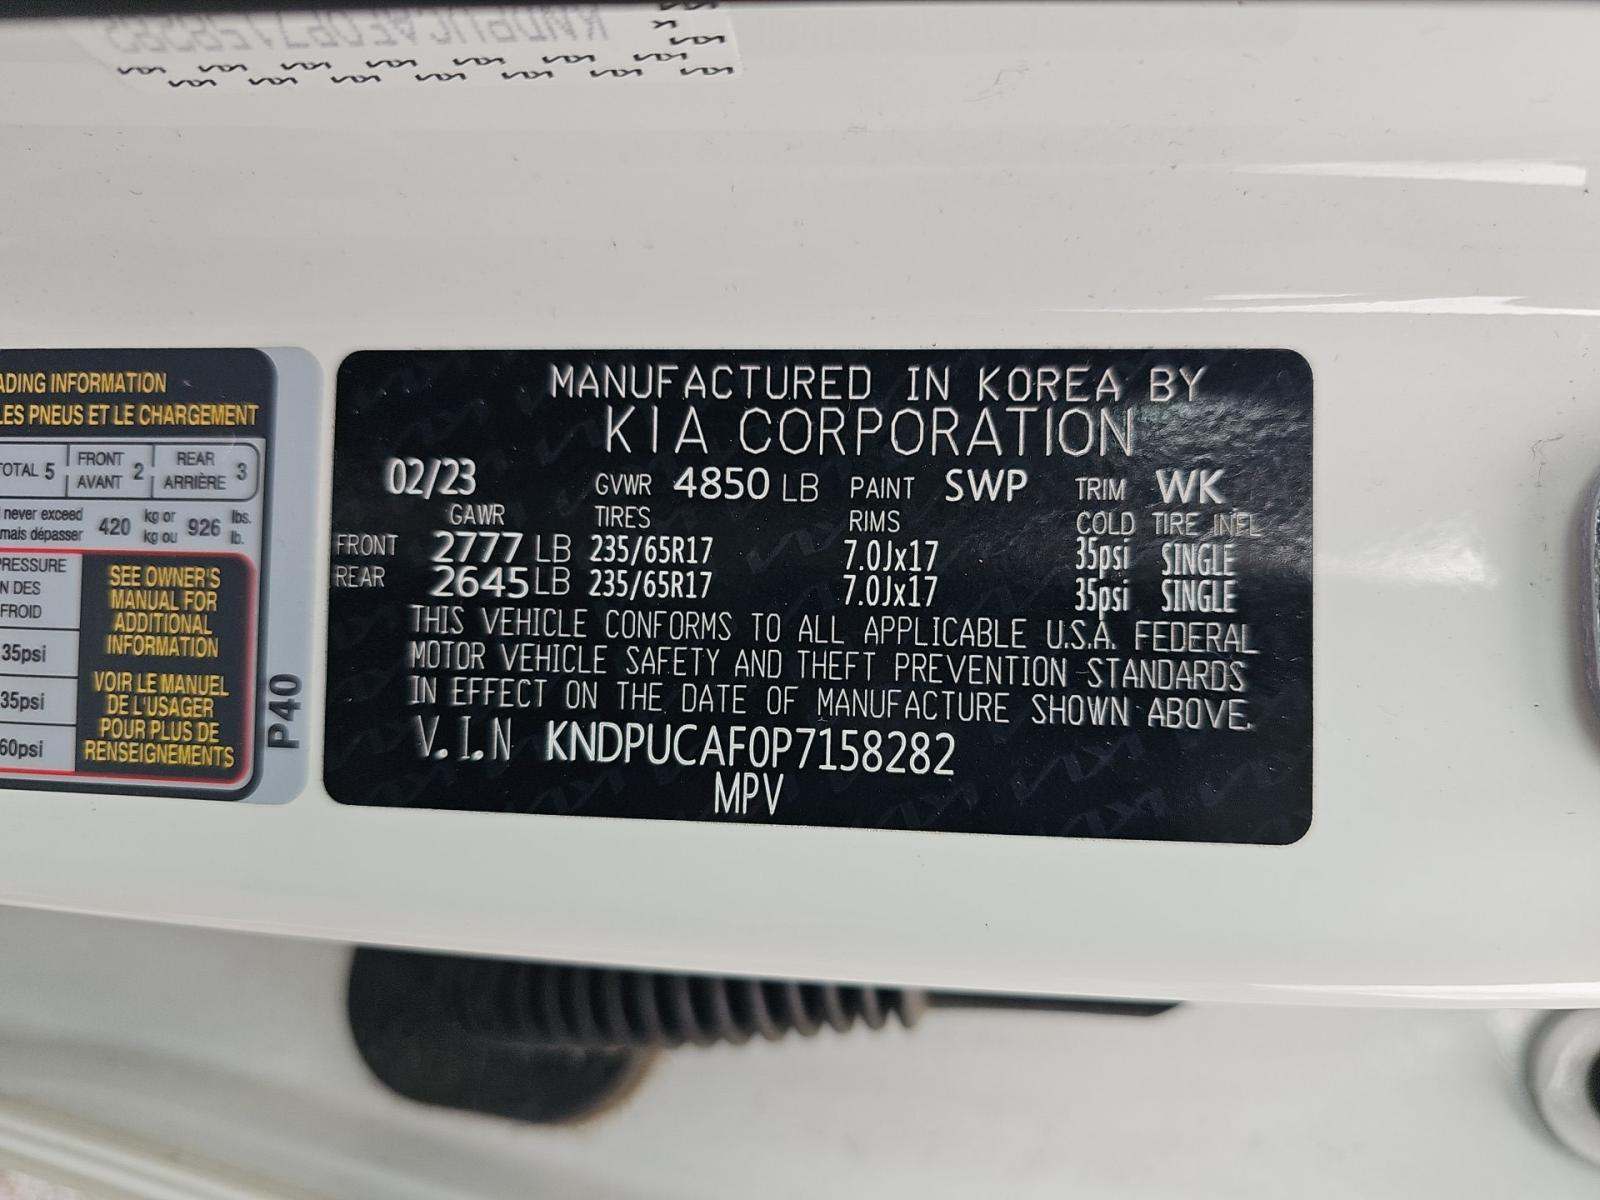 ADING INFORMATION
LES PNEUS ET LE CHARGEMENT
TOTAL 5 FRONT AVANT 2 REAR ARRIÈRE 3
never exceed
mais dépasser 420 kg or kg ou 926 lbs. lb.
PRESSURE
N DES
FROID
35psi
35psi
60psi
SEE OWNER'S
MANUAL FOR
ADDITIONAL
INFORMATION
VOIR LE MANUEL
DE L'USAGER
POUR PLUS DE
RENSEIGNEMENTS
P40
MANUFACTURED IN KOREA BY
KIA CORPORATION
02/23 GVWR 4850 LB PAINT SWP TRIM WK
GAWR TIRES RIMS COLD TIRE INFL
FRONT 2777 LB 235/65R17 7.0Jx17 35psi SINGLE
REAR 2645 LB 235/65R17 7.0Jx17 35psi SINGLE
THIS VEHICLE CONFORMS TO ALL APPLICABLE U.S.A. FEDERAL
MOTOR VEHICLE SAFETY AND THEFT PREVENTION STANDARDS
IN EFFECT ON THE DATE OF MANUFACTURE SHOWN ABOVE.
V.I.N KNDPUCAF0P7158282
MPV